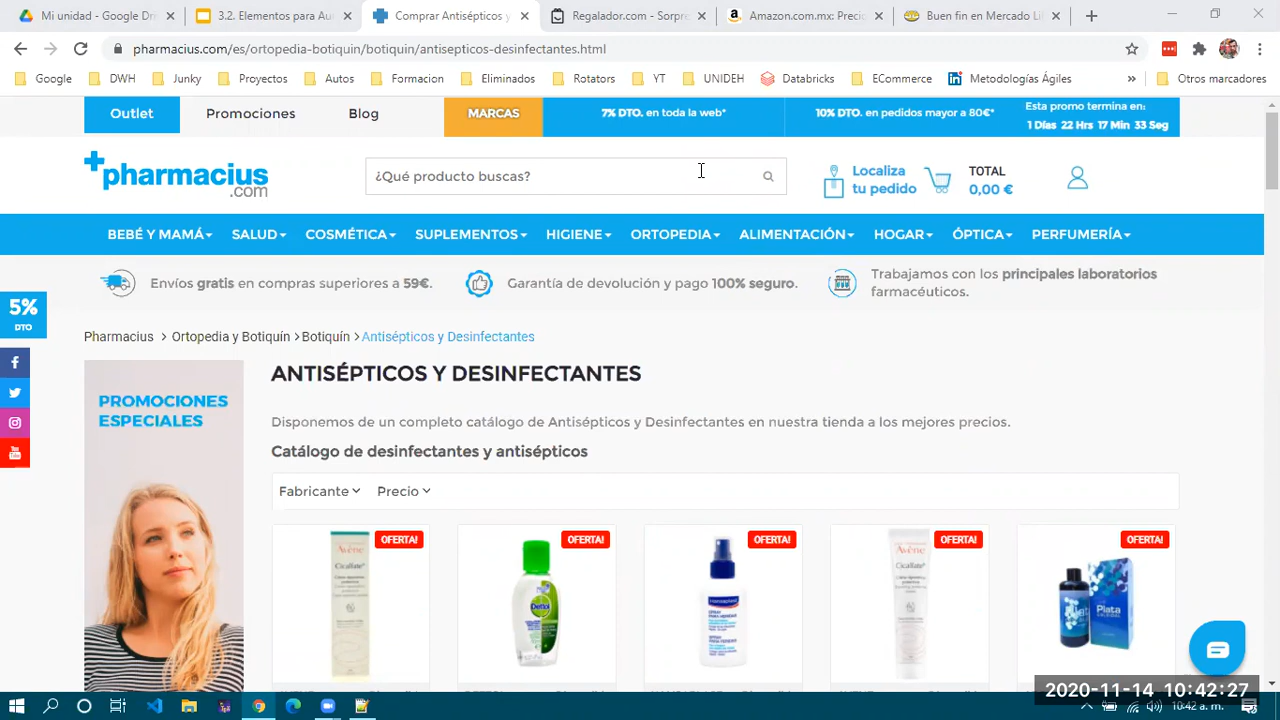 Mi unidad - Google Dri
3.2. Elementos para Au
Comprar Antisépticos y
Regalador.com - Sorpre
Amazon.com.mx: Preci
Buen fin en Mercado Li
pharmacius.com/es/ortopedia-botiquin/botiquin/antisepticos-desinfectantes.html
Google
DWH
Junky
Proyectos
Autos
Formacion
Eliminados
Rotators
YT
UNIDEH
Databricks
ECommerce
Metodologías Ágiles
»
Otros marcadores
Outlet
Promociones
Blog
MARCAS
7% DTO. en toda la web*
10% DTO. en pedidos mayor a 80€*
Esta promo termina en:
1 Días 22 Hrs 17 Min 33 Seg
pharmacius
.com
¿Qué producto buscas?
Localiza
tu pedido
TOTAL
0,00 €
BEBÉ Y MAMÁ
SALUD
COSMÉTICA
SUPLEMENTOS
HIGIENE
ORTOPEDIA
ALIMENTACIÓN
HOGAR
ÓPTICA
PERFUMERÍA
Envíos gratis en compras superiores a 59€.
Garantía de devolución y pago 100% seguro.
Trabajamos con los principales laboratorios
farmacéuticos.
5%
DTO
Pharmacius > Ortopedia y Botiquín > Botiquín > Antisépticos y Desinfectantes
PROMOCIONES
ESPECIALES
ANTISÉPTICOS Y DESINFECTANTES
Disponemos de un completo catálogo de Antisépticos y Desinfectantes en nuestra tienda a los mejores precios.
Catálogo de desinfectantes y antisépticos
Fabricante
Precio
OFERTA!
OFERTA!
OFERTA!
OFERTA!
OFERTA!
Avène
Cicalfate
Dettol
SPRAY
PARA HERIDAS
Avène
Cicalfate
Plata
2020-11-14 10:42:27
10:42 a. m.